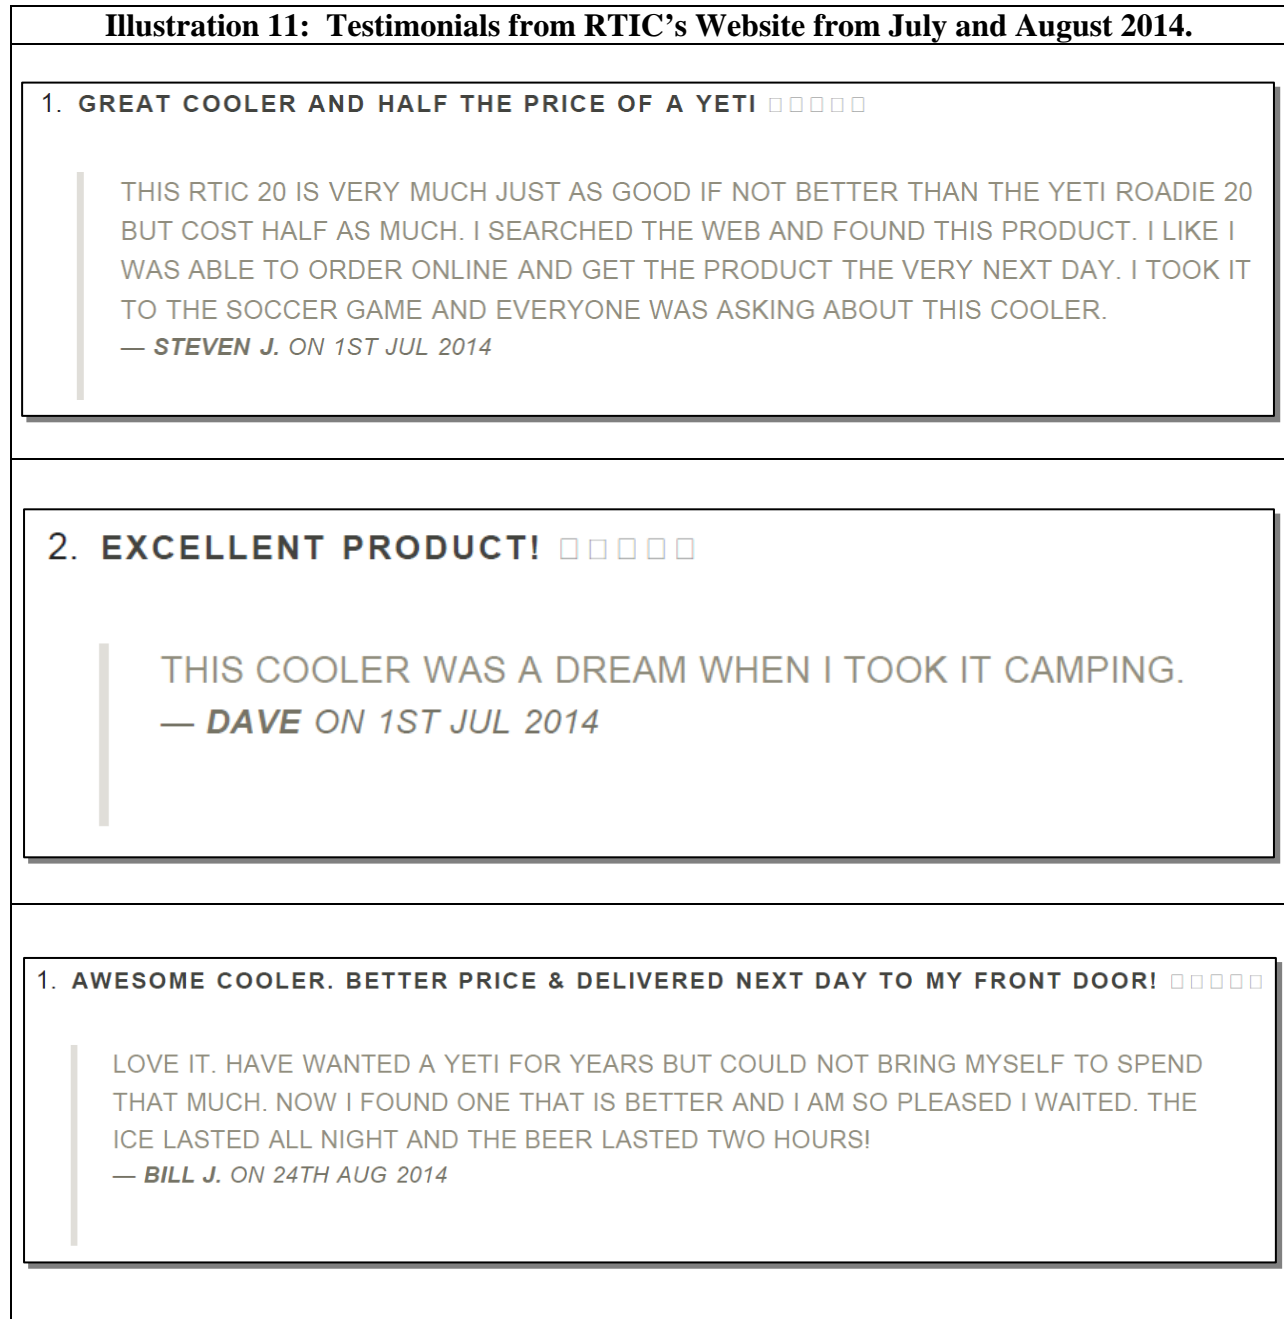 Illustration 11:  Testimonials from RTIC’s Website from July and August 2014.
1. GREAT COOLER AND HALF THE PRICE OF A YETI □□□□□
THIS RTIC 20 IS VERY MUCH JUST AS GOOD IF NOT BETTER THAN THE YETI ROADIE 20
BUT COST HALF AS MUCH. I SEARCHED THE WEB AND FOUND THIS PRODUCT. I LIKE I
WAS ABLE TO ORDER ONLINE AND GET THE PRODUCT THE VERY NEXT DAY. I TOOK IT
TO THE SOCCER GAME AND EVERYONE WAS ASKING ABOUT THIS COOLER.
— STEVEN J. ON 1ST JUL 2014
2. EXCELLENT PRODUCT! □□□□□
THIS COOLER WAS A DREAM WHEN I TOOK IT CAMPING.
— DAVE ON 1ST JUL 2014
1. AWESOME COOLER. BETTER PRICE & DELIVERED NEXT DAY TO MY FRONT DOOR! □□□□□
LOVE IT. HAVE WANTED A YETI FOR YEARS BUT COULD NOT BRING MYSELF TO SPEND
THAT MUCH. NOW I FOUND ONE THAT IS BETTER AND I AM SO PLEASED I WAITED. THE
ICE LASTED ALL NIGHT AND THE BEER LASTED TWO HOURS!
— BILL J. ON 24TH AUG 2014